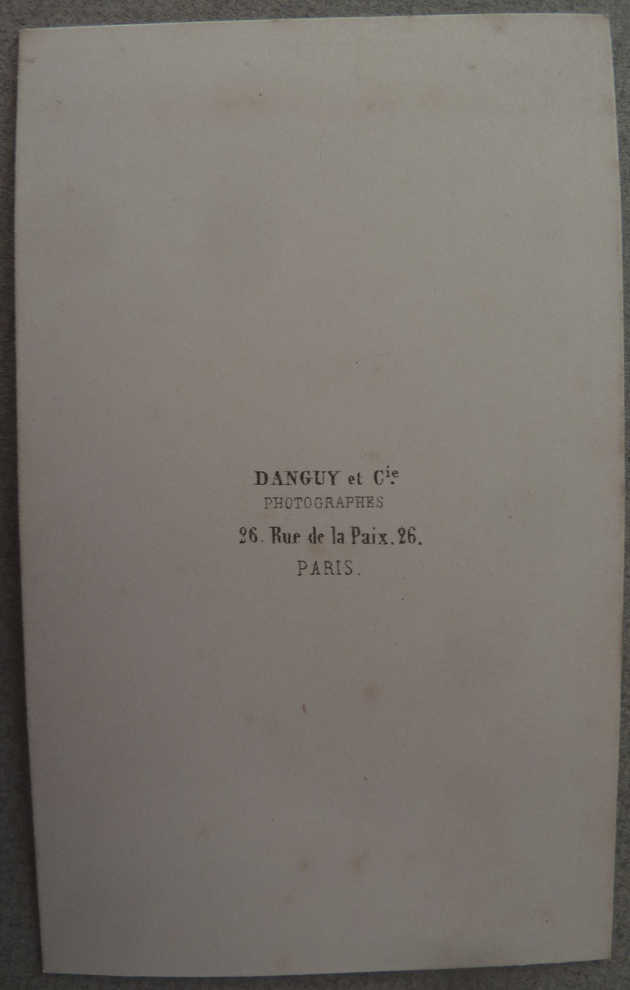 DANGUY et Cie.
PHOTOGRAPHES
26. Rue de la Paix. 26.
PARIS.